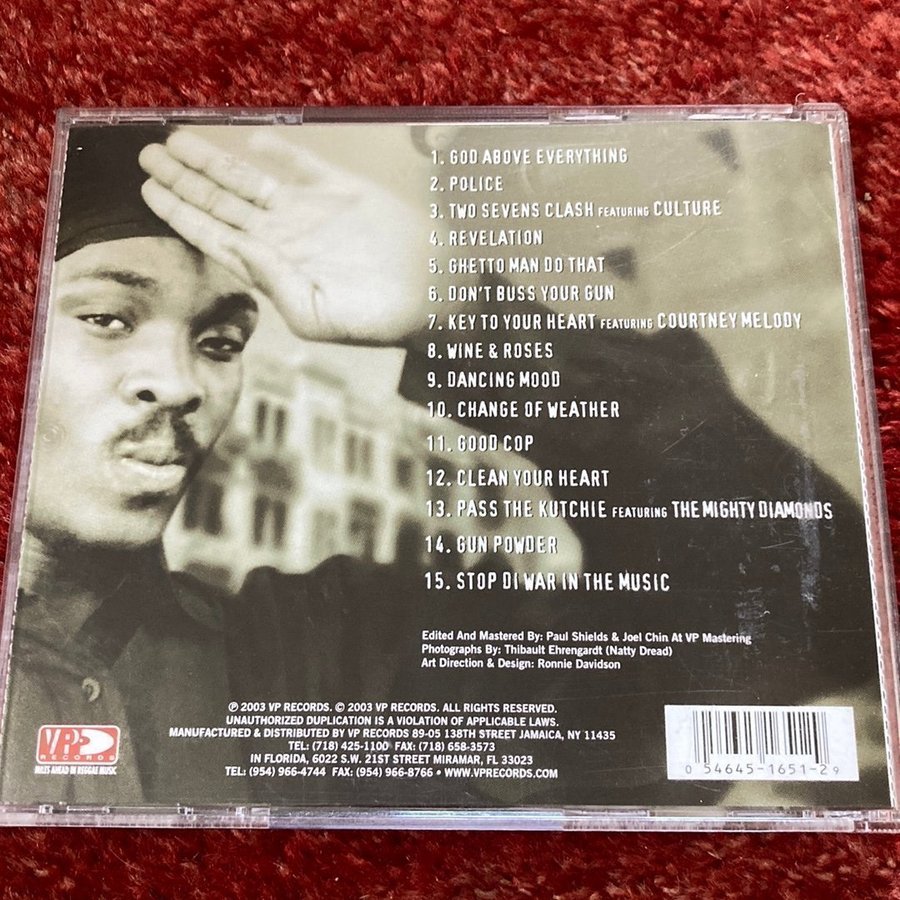 1. GOD ABOVE EVERYTHING
2. POLICE
3. TWO SEVENS CLASH FEATURING CULTURE
4. REVELATION
5. GHETTO MAN DO THAT
6. DON'T BUSS YOUR GUN
7. KEY TO YOUR HEART FEATURING COURTNEY MELODY
8. WINE & ROSES
9. DANCING MOOD
10. CHANGE OF WEATHER
11. GOOD COP
12. CLEAN YOUR HEART
13. PASS THE KUTCHIE FEATURING THE MIGHTY DIAMONDS
14. GUN POWDER
15. STOP DI WAR IN THE MUSIC
Edited And Mastered By: Paul Shields & Joel Chin At VP Mastering
Photographs By: Thibault Ehrengardt (Natty Dread)
Art Direction & Design: Ronnie Davidson
℗ 2003 VP RECORDS. © 2003 VP RECORDS. ALL RIGHTS RESERVED.
UNAUTHORIZED DUPLICATION IS A VIOLATION OF APPLICABLE LAWS.
MANUFACTURED & DISTRIBUTED BY VP RECORDS 89-05 138TH STREET JAMAICA, NY 11435
TEL: (718) 425-1100 FAX: (718) 658-3573
IN FLORIDA, 6022 S.W. 21ST STREET MIRAMAR, FL 33023
TEL: (954) 966-4744 FAX: (954) 966-8766 • WWW.VPRECORDS.COM
VP
RECORDS
MILES AHEAD IN REGGAE MUSIC
0 54645-1651-2 9